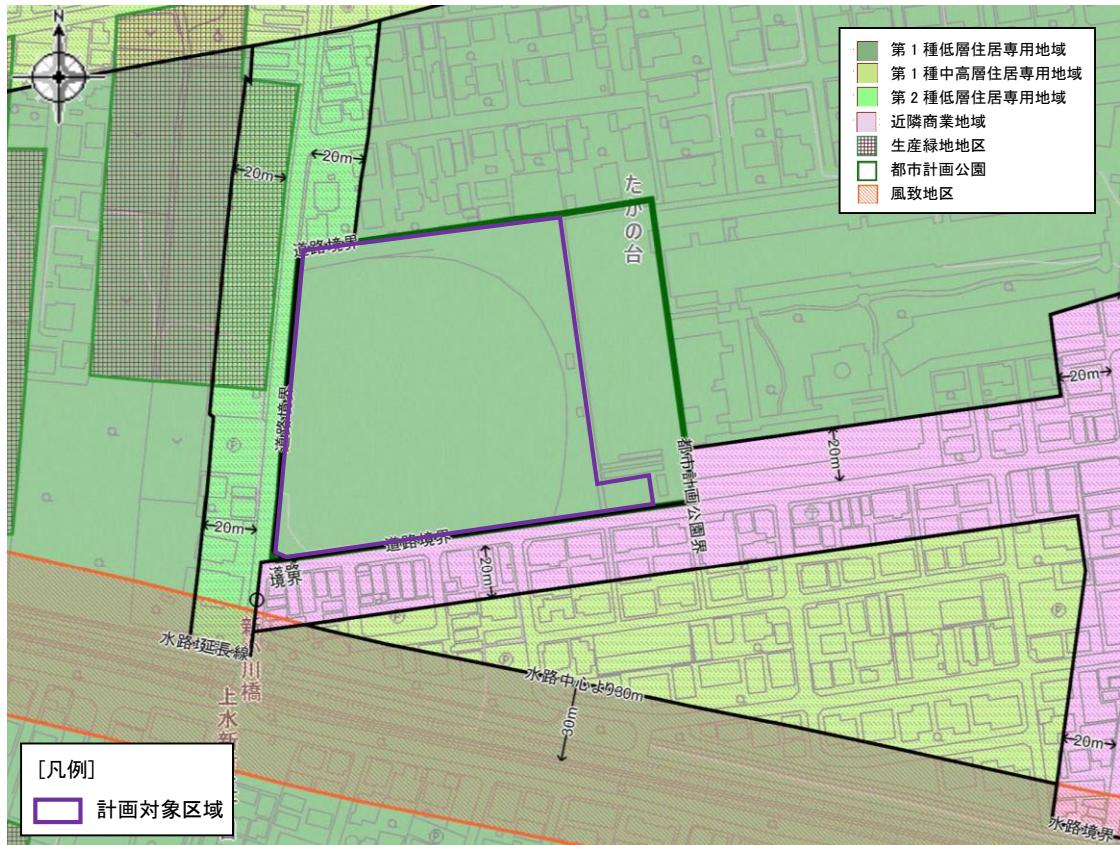 N
第1種低層住居専用地域
第1種中高層住居専用地域
第2種低層住居専用地域
近隣商業地域
生産緑地地区
都市計画公園
風致地区
20m
20m
たかの台
道路境界
道路境界
20m
20m
都市計画公園界
道路境界
20m
20m
道路
境界
水路延長線
新小川橋
上水新
水路中心より30m
30m
20m
水路境界
[凡例]
計画対象区域